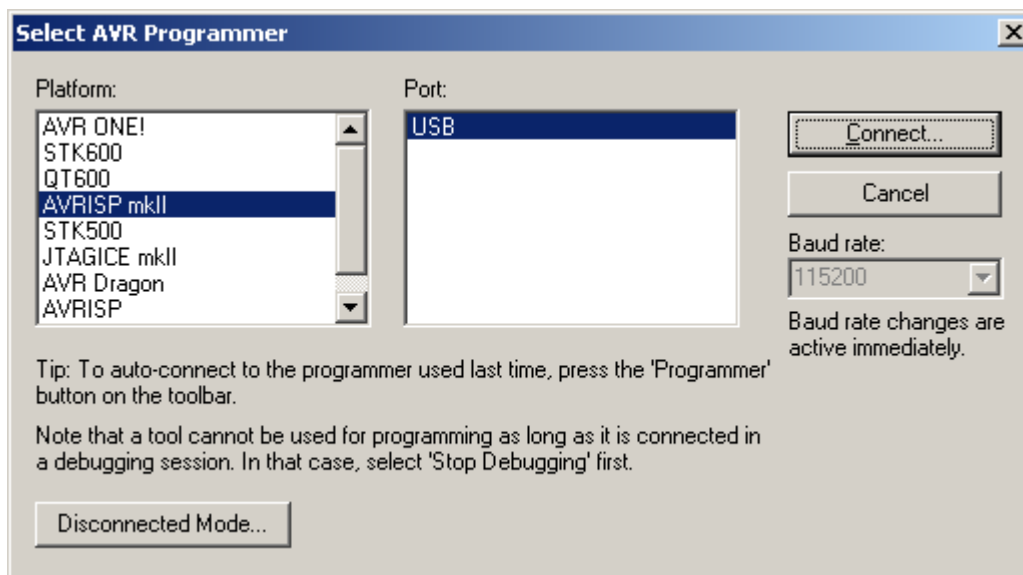 Select AVR Programmer
Platform:
AVR ONE!
STK600
QT600
AVRISP mkII
STK500
JTAGICE mkII
AVR Dragon
AVRISP
Port:
USB
Connect...
Cancel
Baud rate:
115200
Baud rate changes are
active immediately.
Tip: To auto-connect to the programmer used last time, press the 'Programmer'
button on the toolbar.
Note that a tool cannot be used for programming as long as it is connected in
a debugging session. In that case, select 'Stop Debugging' first.
Disconnected Mode...